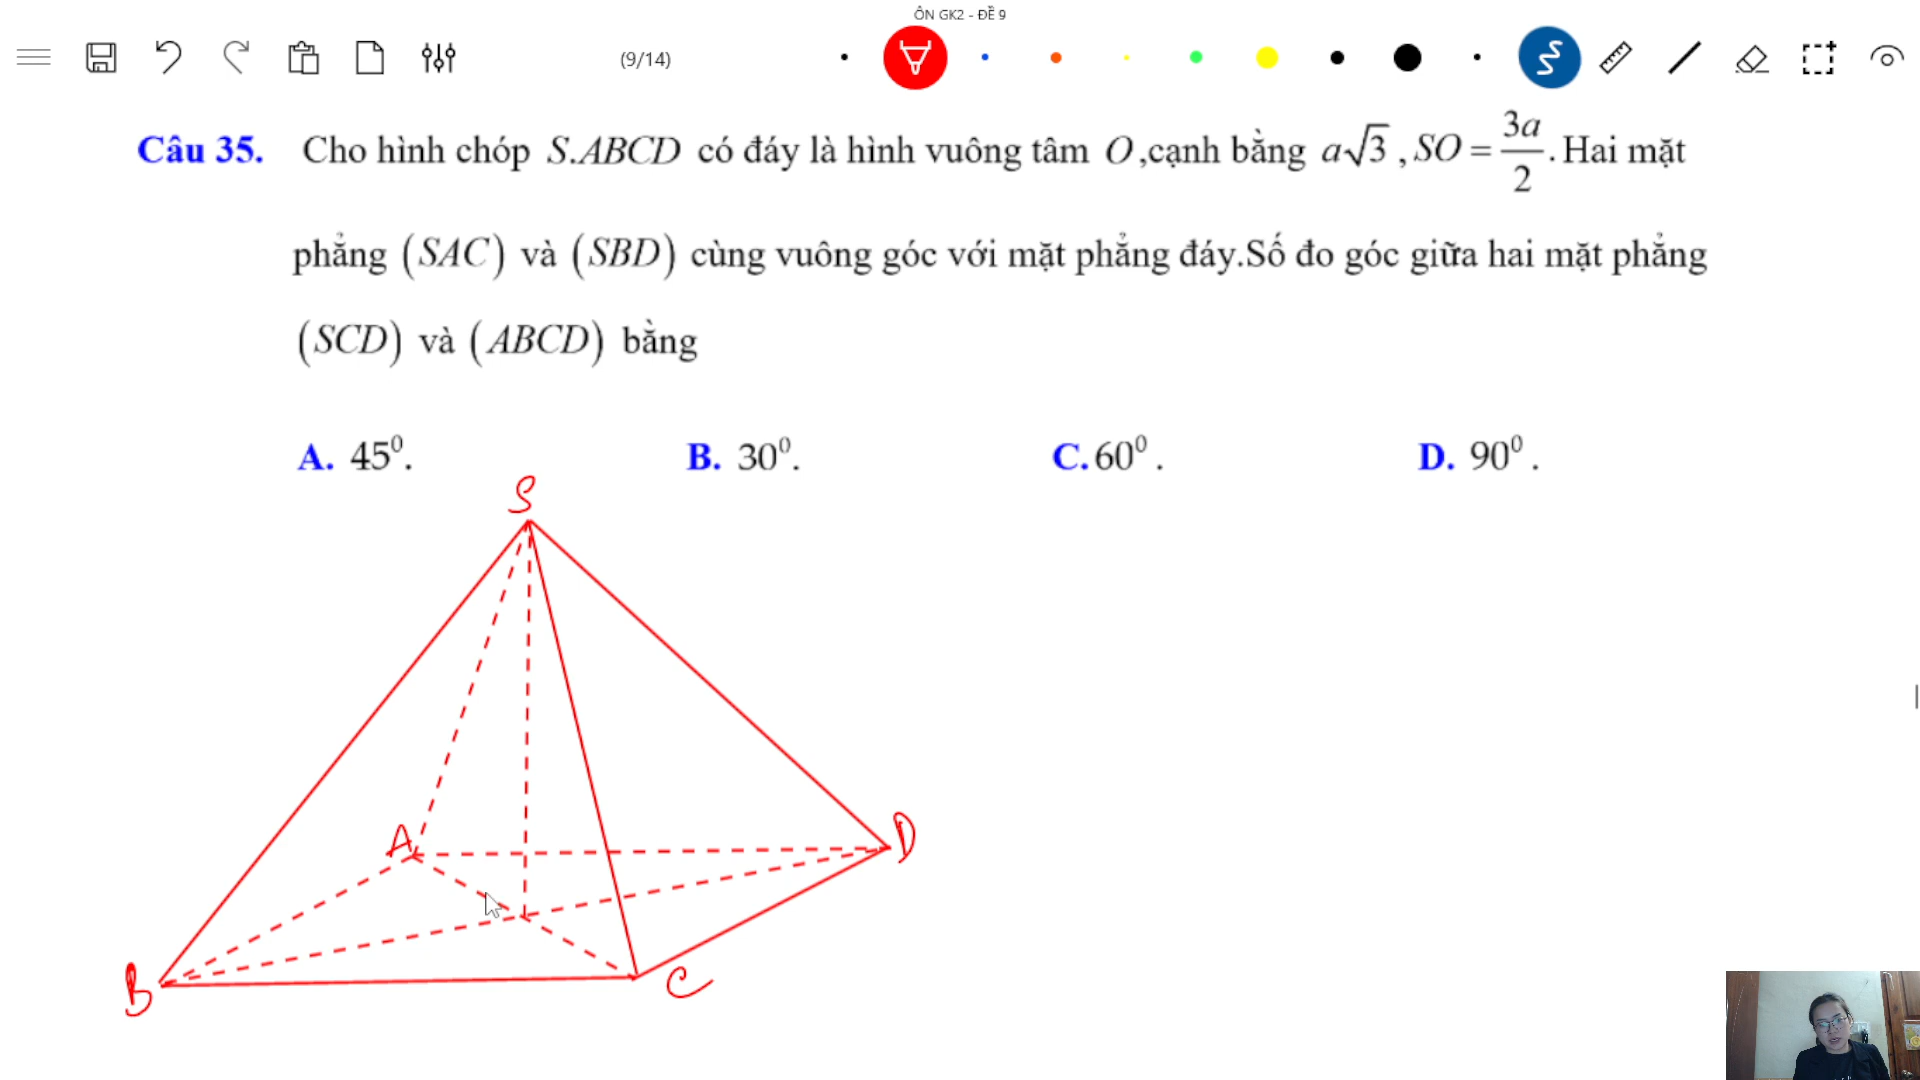 ÔN GK2 - ĐỀ 9
(9/14)
Câu 35. Cho hình chóp S.ABCD có đáy là hình vuông tâm O,cạnh bằng a√3 , SO = 3a/2 . Hai mặt
phẳng (SAC) và (SBD) cùng vuông góc với mặt phẳng đáy.Số đo góc giữa hai mặt phẳng
(SCD) và (ABCD) bằng
A. 45⁰. B. 30⁰. C. 60⁰ . D. 90⁰ .
S
A
D
B
C